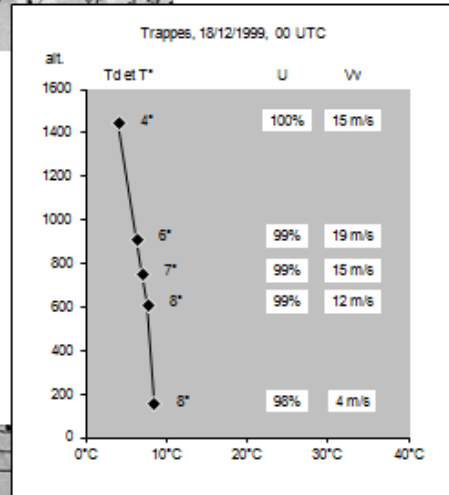 Trappes, 18/12/1999, 00 UTC
alt.
Td et T° U Vv
1600
1400 4° 100% 15 m/s
1200
1000
6° 99% 19 m/s
800 7° 99% 15 m/s
600 8° 99% 12 m/s
400
200 8° 98% 4 m/s
0
0°C 10°C 20°C 30°C 40°C